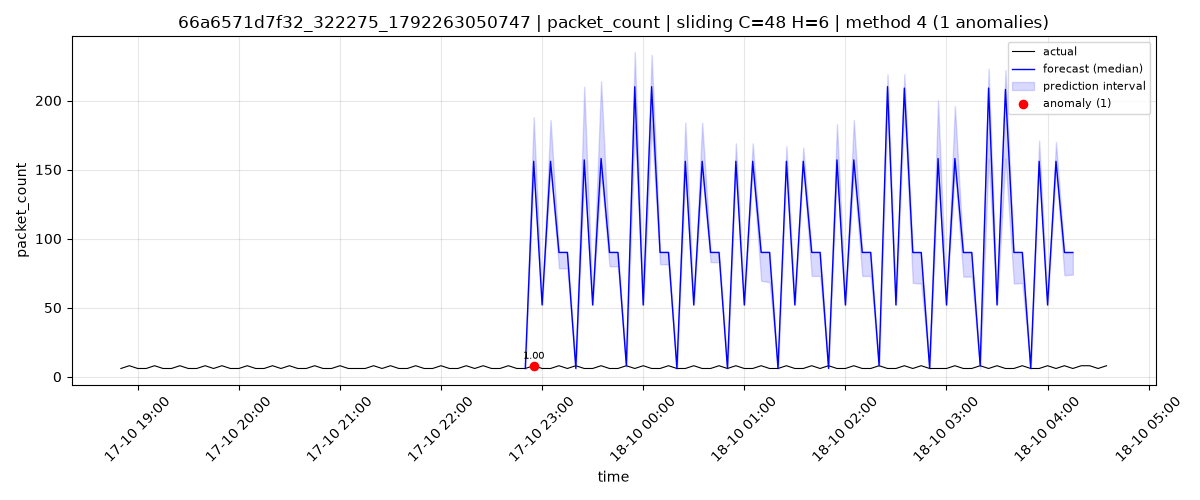 66a6571d7f32_322275_1792263050747 | packet_count | sliding C=48 H=6 | method 4 (1 anomalies)
actual
forecast (median)
prediction interval
anomaly (1)
packet_count
200
150
100
50
0
1.00
17-10 19:00
17-10 20:00
17-10 21:00
17-10 22:00
17-10 23:00
18-10 00:00
18-10 01:00
18-10 02:00
18-10 03:00
18-10 04:00
18-10 05:00
time